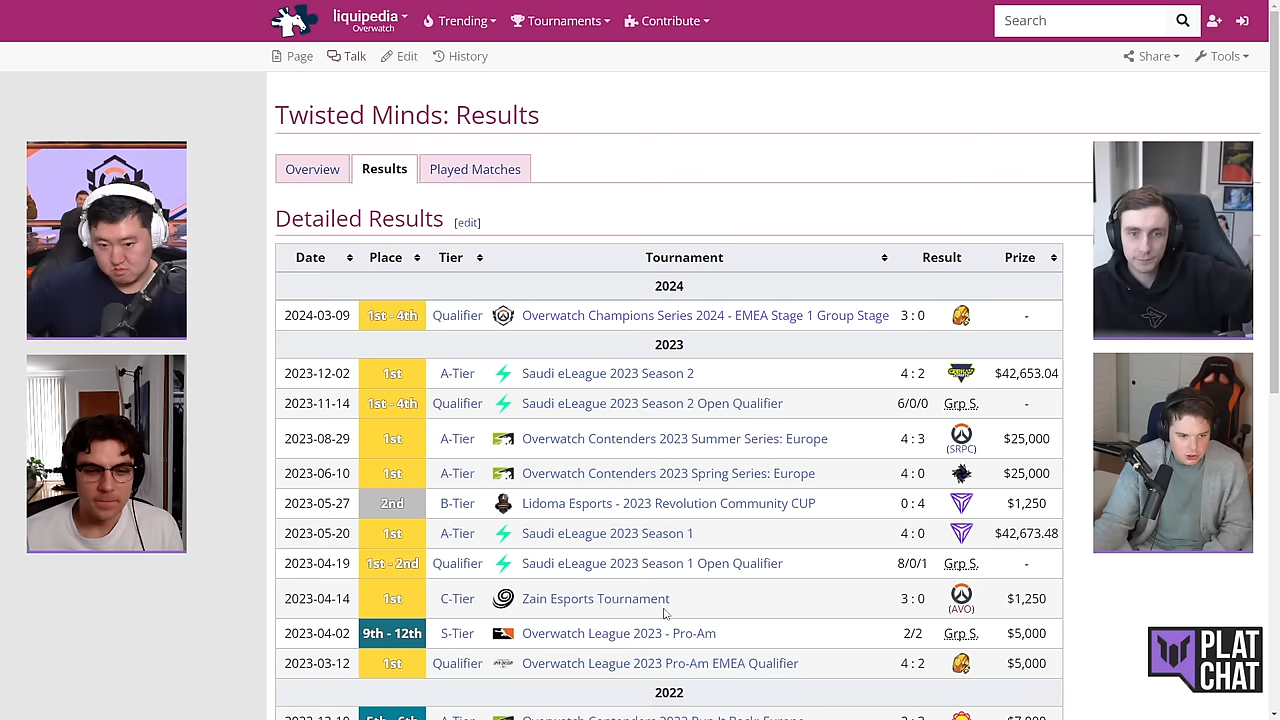 liquipedia
Overwatch
Trending
Tournaments
Contribute
Search
Page
Talk
Edit
History
Share
Tools
Twisted Minds: Results
Overview
Results
Played Matches
Detailed Results [edit]
Date Place Tier Tournament Result Prize
2024
2024-03-09 1st - 4th Qualifier Overwatch Champions Series 2024 - EMEA Stage 1 Group Stage 3 : 0 -
2023
2023-12-02 1st A-Tier Saudi eLeague 2023 Season 2 4 : 2 $42,653.04
2023-11-14 1st - 4th Qualifier Saudi eLeague 2023 Season 2 Open Qualifier 6/0/0 Grp S. -
2023-08-29 1st A-Tier Overwatch Contenders 2023 Summer Series: Europe 4 : 3 (SRPC) $25,000
2023-06-10 1st A-Tier Overwatch Contenders 2023 Spring Series: Europe 4 : 0 $25,000
2023-05-27 2nd B-Tier Lidoma Esports - 2023 Revolution Community CUP 0 : 4 $1,250
2023-05-20 1st A-Tier Saudi eLeague 2023 Season 1 4 : 0 $42,673.48
2023-04-19 1st - 2nd Qualifier Saudi eLeague 2023 Season 1 Open Qualifier 8/0/1 Grp S. -
2023-04-14 1st C-Tier Zain Esports Tournament 3 : 0 (AVO) $1,250
2023-04-02 9th - 12th S-Tier Overwatch League 2023 - Pro-Am 2/2 Grp S. $5,000
2023-03-12 1st Qualifier Overwatch League 2023 Pro-Am EMEA Qualifier 4 : 2 $5,000
2022
PLAT
CHAT